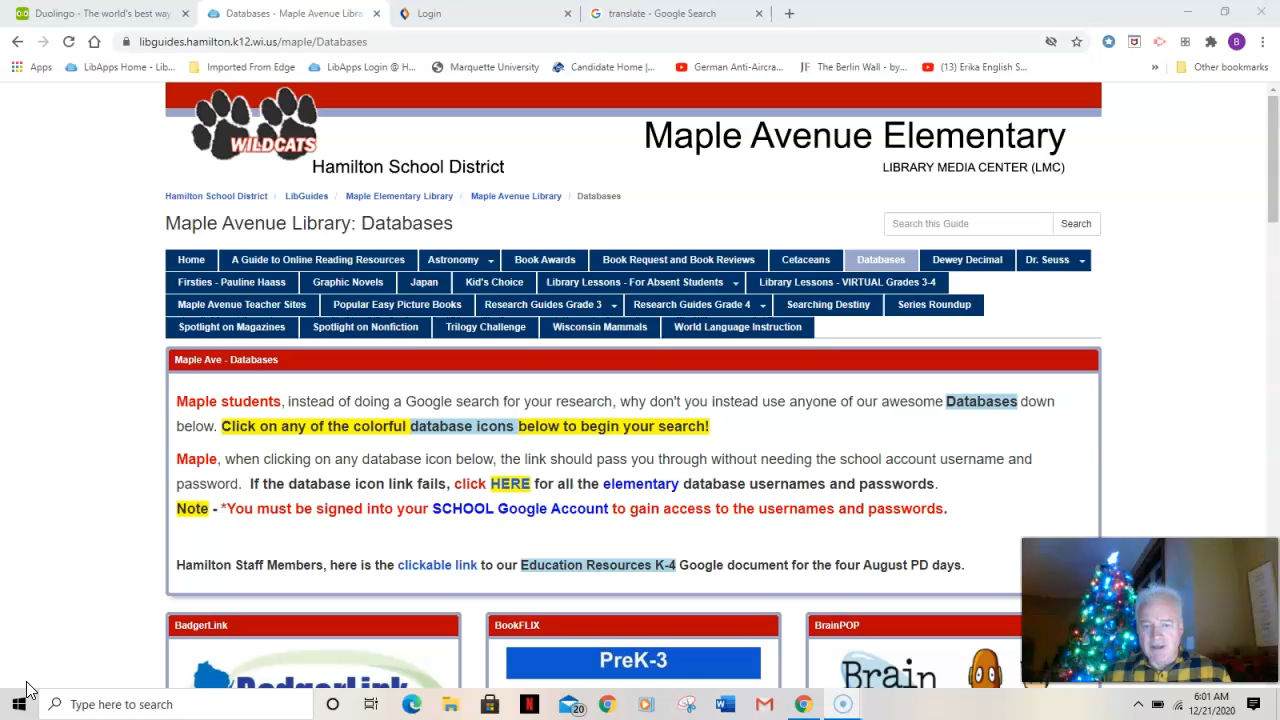 Duolingo - The world's best way
Databases - Maple Avenue Library
Login
translate - Google Search
libguides.hamilton.k12.wi.us/maple/Databases
B
Apps
LibApps Home - Lib...
Imported From Edge
LibApps Login @ H...
Marquette University
Candidate Home |...
German Anti-Aircra...
JF The Berlin Wall - by...
(13) Erika English S...
»
Other bookmarks
WILDCATS
Hamilton School District
Maple Avenue Elementary
LIBRARY MEDIA CENTER (LMC)
Hamilton School District / LibGuides / Maple Elementary Library / Maple Avenue Library / Databases
Maple Avenue Library: Databases
Search this Guide
Search
Home A Guide to Online Reading Resources Astronomy Book Awards Book Request and Book Reviews Cetaceans Databases Dewey Decimal Dr. Seuss
Firsties - Pauline Haass Graphic Novels Japan Kid's Choice Library Lessons - For Absent Students Library Lessons - VIRTUAL Grades 3-4
Maple Avenue Teacher Sites Popular Easy Picture Books Research Guides Grade 3 Research Guides Grade 4 Searching Destiny Series Roundup
Spotlight on Magazines Spotlight on Nonfiction Trilogy Challenge Wisconsin Mammals World Language Instruction
Maple Ave - Databases
Maple students, instead of doing a Google search for your research, why don't you instead use anyone of our awesome Databases down
below. Click on any of the colorful database icons below to begin your search!
Maple, when clicking on any database icon below, the link should pass you through without needing the school account username and
password. If the database icon link fails, click HERE for all the elementary database usernames and passwords.
Note - *You must be signed into your SCHOOL Google Account to gain access to the usernames and passwords.
Hamilton Staff Members, here is the clickable link to our Education Resources K-4 Google document for the four August PD days.
BadgerLink
BookFLIX
BrainPOP
BadgerLink
PreK-3
Brain
Type here to search
20
6:01 AM
12/21/2020